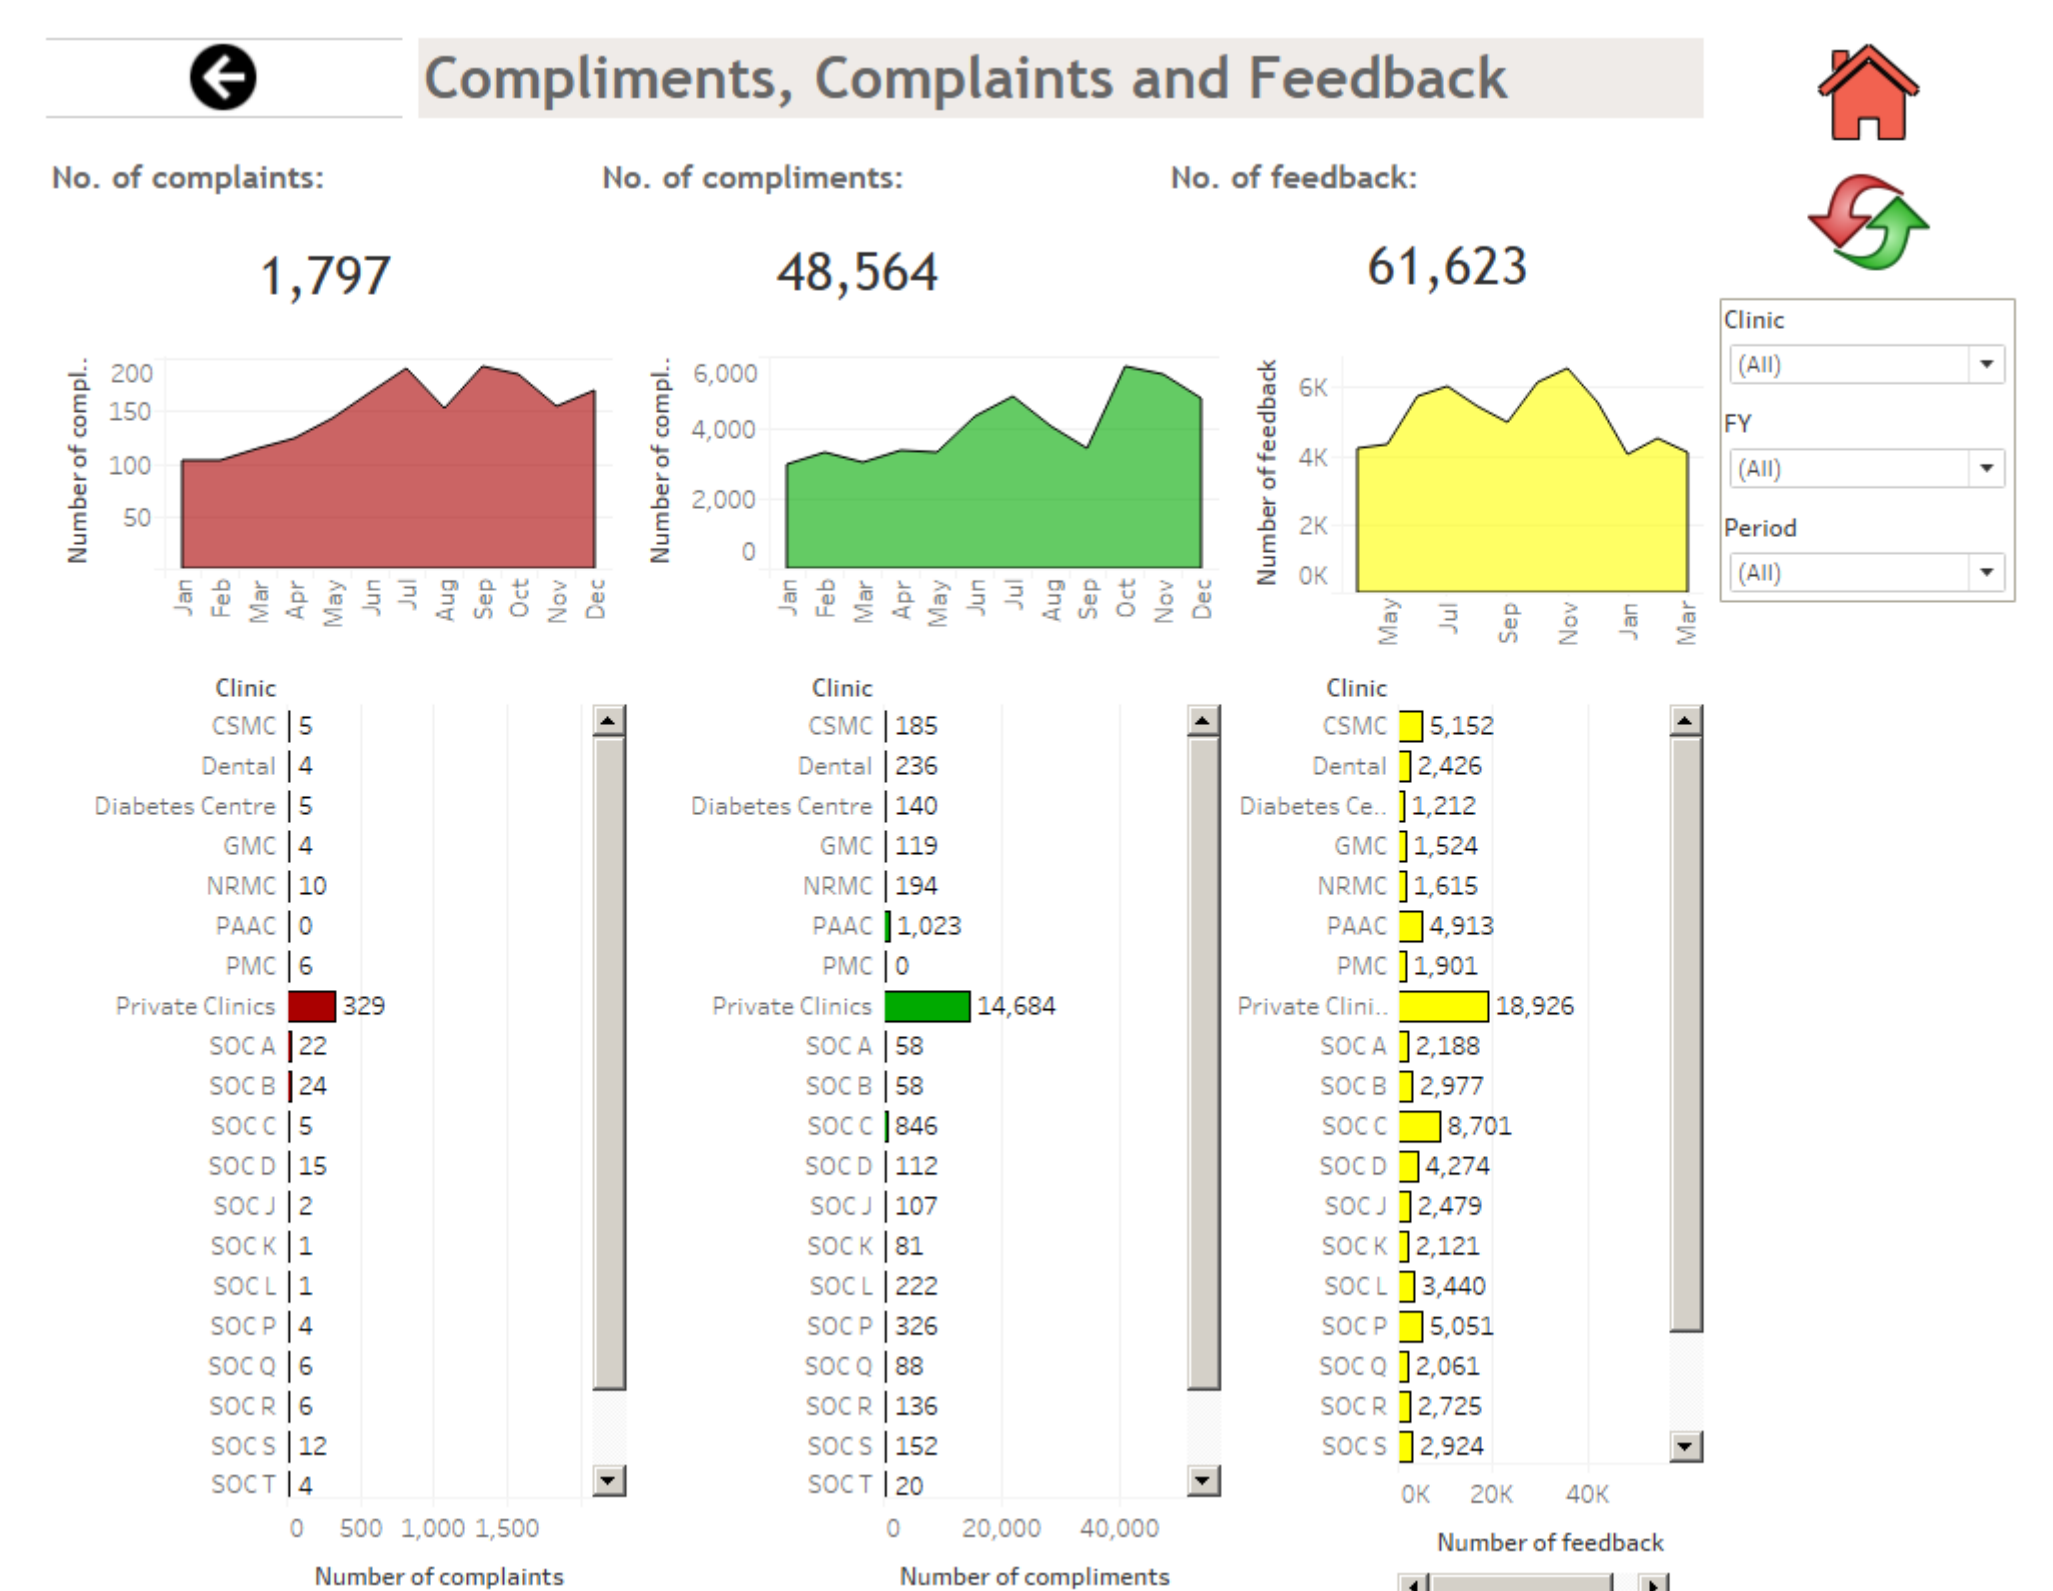 Compliments, Complaints and Feedback
No. of complaints:
No. of compliments:
No. of feedback:
1,797
48,564
61,623
Clinic
(All)
FY
(All)
Period
(All)
Number of compl..
200
150
100
50
Jan Feb Mar Apr May Jun Jul Aug Sep Oct Nov Dec
Number of compl..
6,000
4,000
2,000
0
Jan Feb Mar Apr May Jun Jul Aug Sep Oct Nov Dec
Number of feedback
6K
4K
2K
0K
May Jul Sep Nov Jan Mar
Clinic
CSMC 5
Dental 4
Diabetes Centre 5
GMC 4
NRMC 10
PAAC 0
PMC 6
Private Clinics 329
SOC A 22
SOC B 24
SOC C 5
SOC D 15
SOC J 2
SOC K 1
SOC L 1
SOC P 4
SOC Q 6
SOC R 6
SOC S 12
SOC T 4
0 500 1,000 1,500
Number of complaints
Clinic
CSMC 185
Dental 236
Diabetes Centre 140
GMC 119
NRMC 194
PAAC 1,023
PMC 0
Private Clinics 14,684
SOC A 58
SOC B 58
SOC C 846
SOC D 112
SOC J 107
SOC K 81
SOC L 222
SOC P 326
SOC Q 88
SOC R 136
SOC S 152
SOC T 20
0 20,000 40,000
Number of compliments
Clinic
CSMC 5,152
Dental 2,426
Diabetes Ce.. 1,212
GMC 1,524
NRMC 1,615
PAAC 4,913
PMC 1,901
Private Clini.. 18,926
SOC A 2,188
SOC B 2,977
SOC C 8,701
SOC D 4,274
SOC J 2,479
SOC K 2,121
SOC L 3,440
SOC P 5,051
SOC Q 2,061
SOC R 2,725
SOC S 2,924
0K 20K 40K
Number of feedback